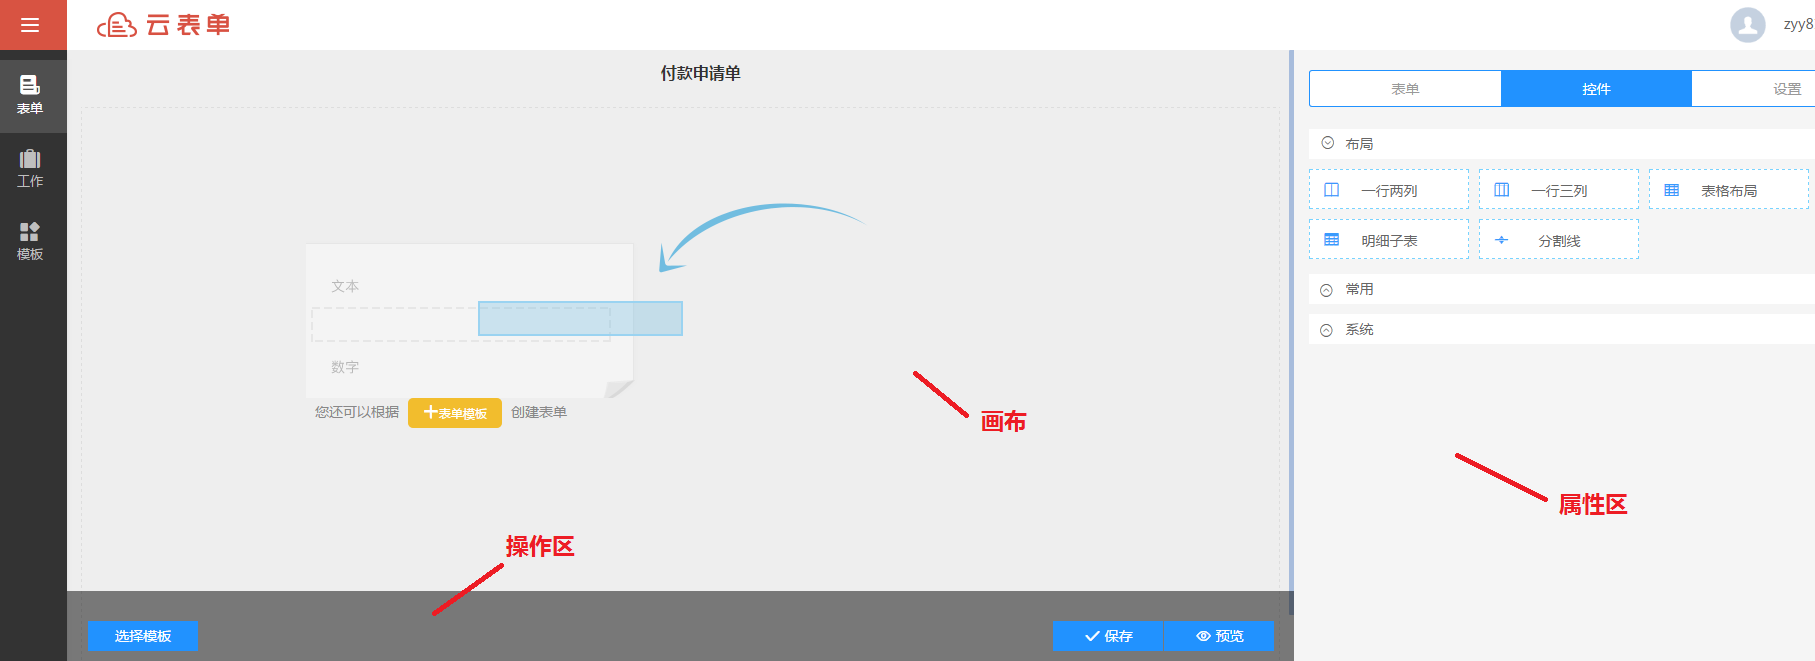 云表单
zyy8
表单
工作
模板
付款申请单
文本
数字
您还可以根据 表单模板 创建表单
画布
操作区
选择模板
保存 预览
表单 控件 设置
布局
一行两列 一行三列 表格布局
明细子表 分割线
常用
系统
属性区